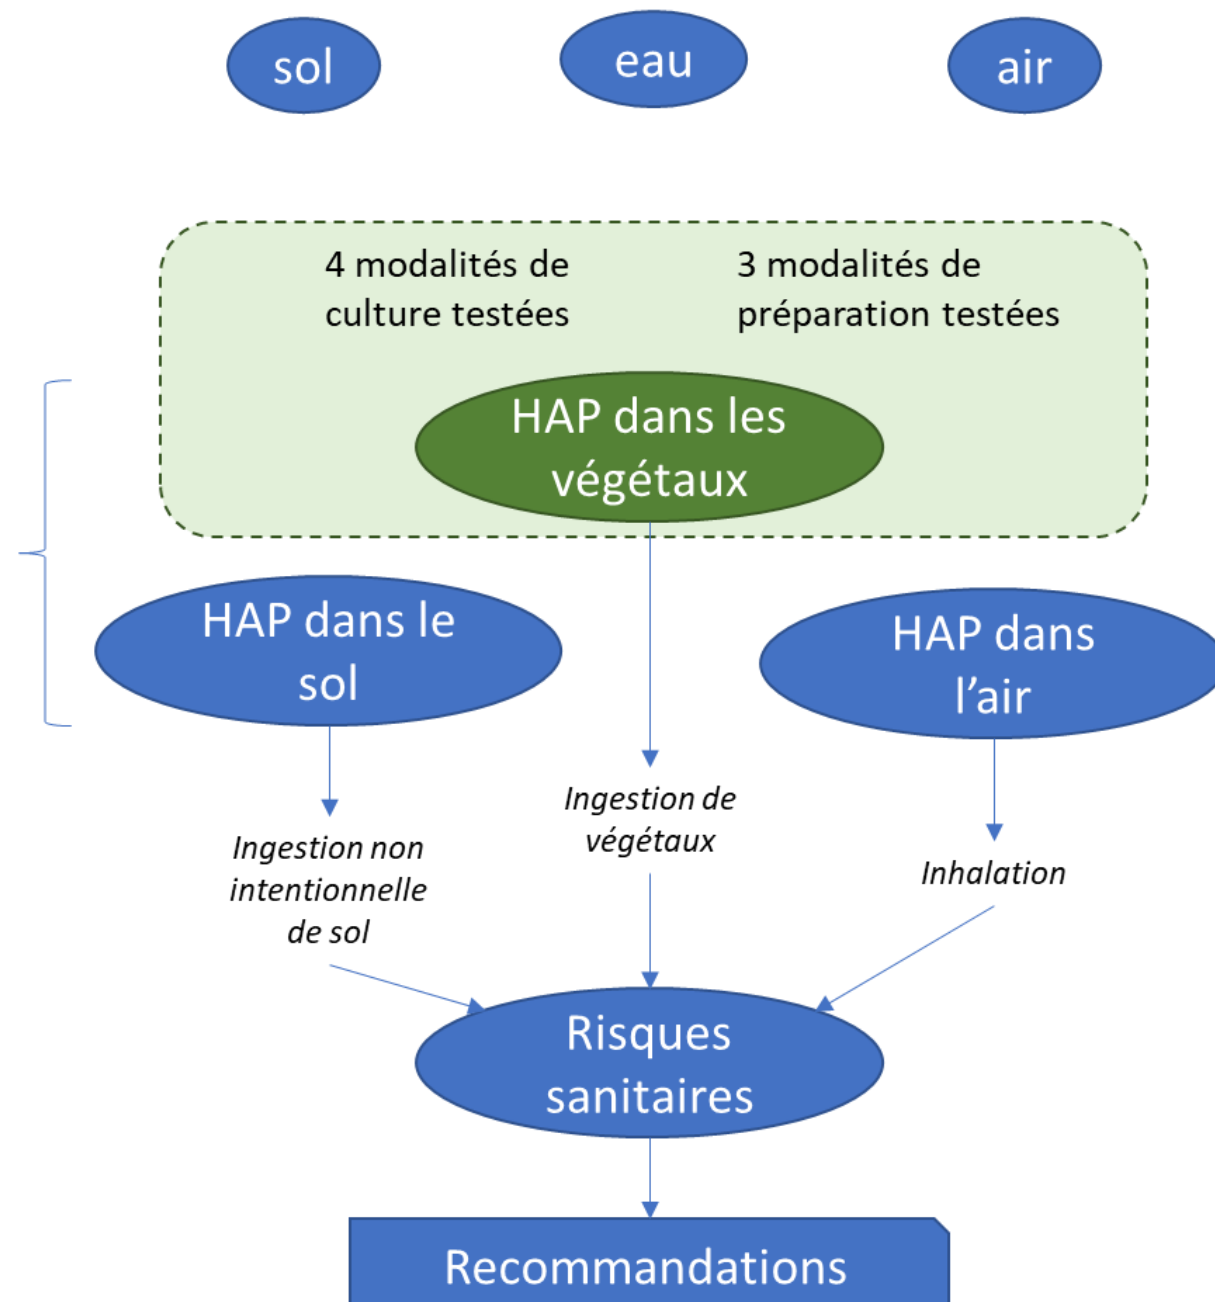 sol
eau
air
4 modalités de
culture testées
3 modalités de
préparation testées
HAP dans les
végétaux
HAP dans le
sol
HAP dans
l’air
Ingestion de
végétaux
Ingestion non
intentionnelle
de sol
Inhalation
Risques
sanitaires
Recommandations